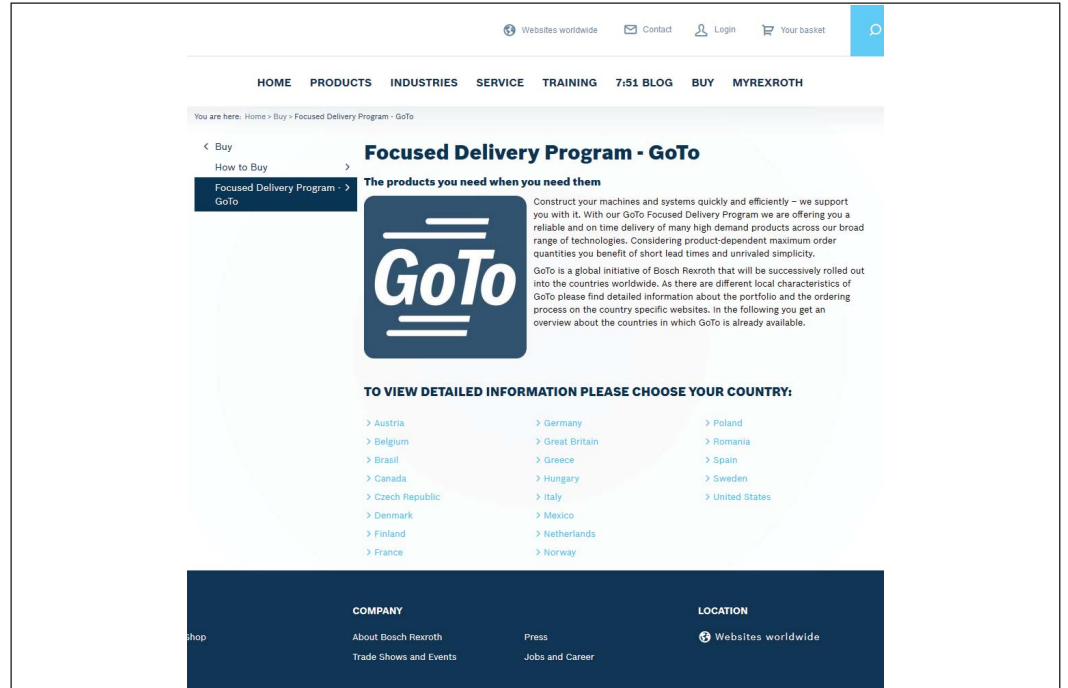 Websites worldwide Contact Login Your basket
HOME PRODUCTS INDUSTRIES SERVICE TRAINING 7:51 BLOG BUY MYREXROTH
You are here: Home > Buy > Focused Delivery Program - GoTo
< Buy
How to Buy >
Focused Delivery Program - >
GoTo
Focused Delivery Program - GoTo
The products you need when you need them
GoTo
Construct your machines and systems quickly and efficiently – we support
you with it. With our GoTo Focused Delivery Program we are offering you a
reliable and on time delivery of many high demand products across our broad
range of technologies. Considering product-dependent maximum order
quantities you benefit of short lead times and unrivaled simplicity.
GoTo is a global initiative of Bosch Rexroth that will be successively rolled out
into the countries worldwide. As there are different local characteristics of
GoTo please find detailed information about the portfolio and the ordering
process on the country specific websites. In the following you get an
overview about the countries in which GoTo is already available.
TO VIEW DETAILED INFORMATION PLEASE CHOOSE YOUR COUNTRY:
> Austria
> Belgium
> Brasil
> Canada
> Czech Republic
> Denmark
> Finland
> France
> Germany
> Great Britain
> Greece
> Hungary
> Italy
> Mexico
> Netherlands
> Norway
> Poland
> Romania
> Spain
> Sweden
> United States
Shop
COMPANY
About Bosch Rexroth
Trade Shows and Events
Press
Jobs and Career
LOCATION
Websites worldwide